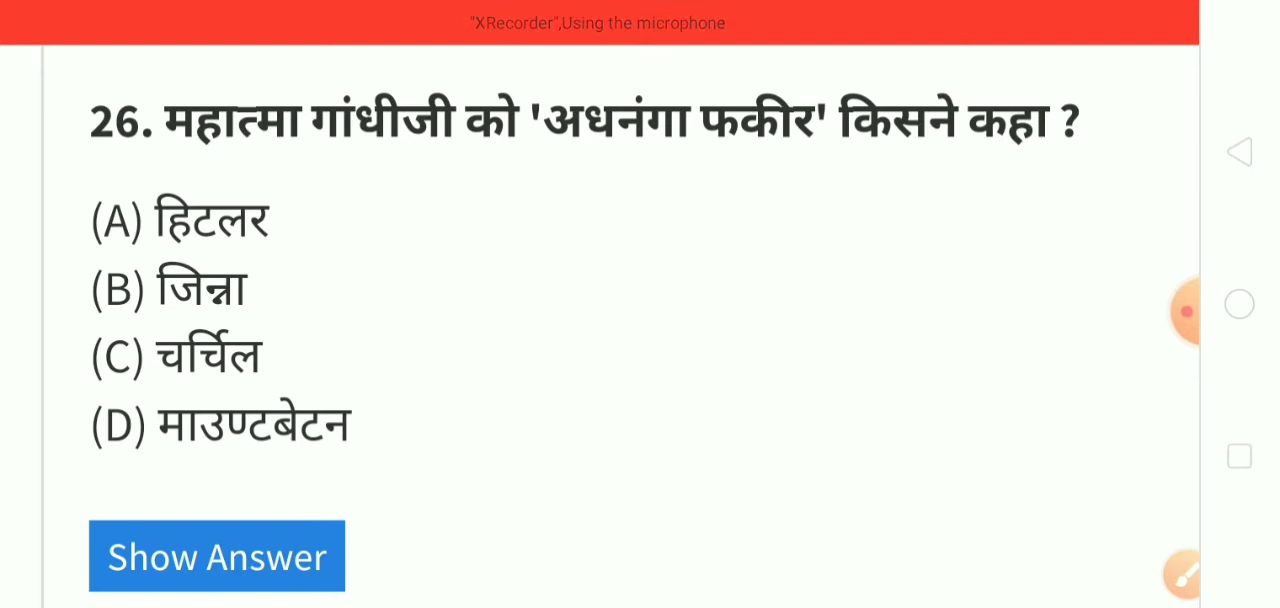 "XRecorder",Using the microphone
26. महात्मा गांधीजी को 'अधनंगा फकीर' किसने कहा ?
(A) हिटलर
(B) जिन्ना
(C) चर्चिल
(D) माउण्टबेटन
Show Answer